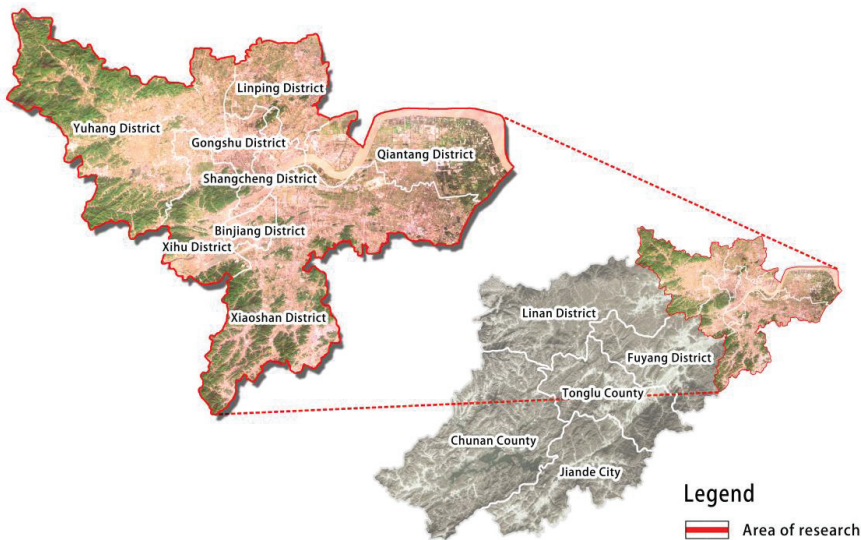 Linping District
Yuhang District
Gongshu District
Qiantang District
Shangcheng District
Binjiang District
Xihu District
Xiaoshan District
Linan District
Fuyang District
Tonglu County
Chunan County
Jiande City
Legend
Area of research